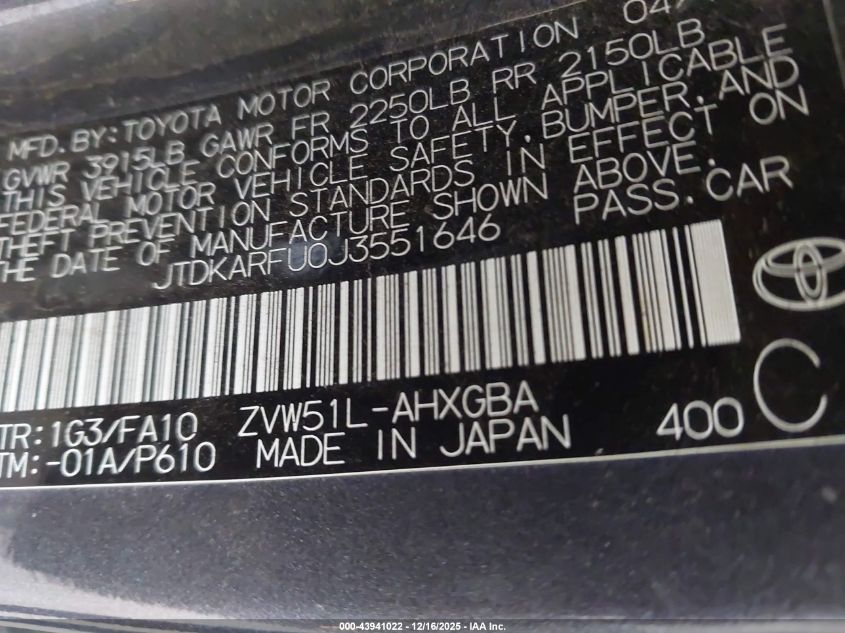 MFD.BY:TOYOTA MOTOR CORPORATION 04/
GVWR 3915LB GAWR FR 2250LB RR 2150LB
THIS VEHICLE CONFORMS TO ALL APPLICABLE
FEDERAL MOTOR VEHICLE SAFETY,BUMPER,AND
THEFT PREVENTION STANDARDS IN EFFECT ON
THE DATE OF MANUFACTURE SHOWN ABOVE.
JTDKARFU0J3551646 PASS.CAR
TR:1G3/FA10 ZVW51L-AHXGBA
TM:-01A/P610 MADE IN JAPAN 400 C
000-43941022 - 12/16/2025 - IAA Inc.